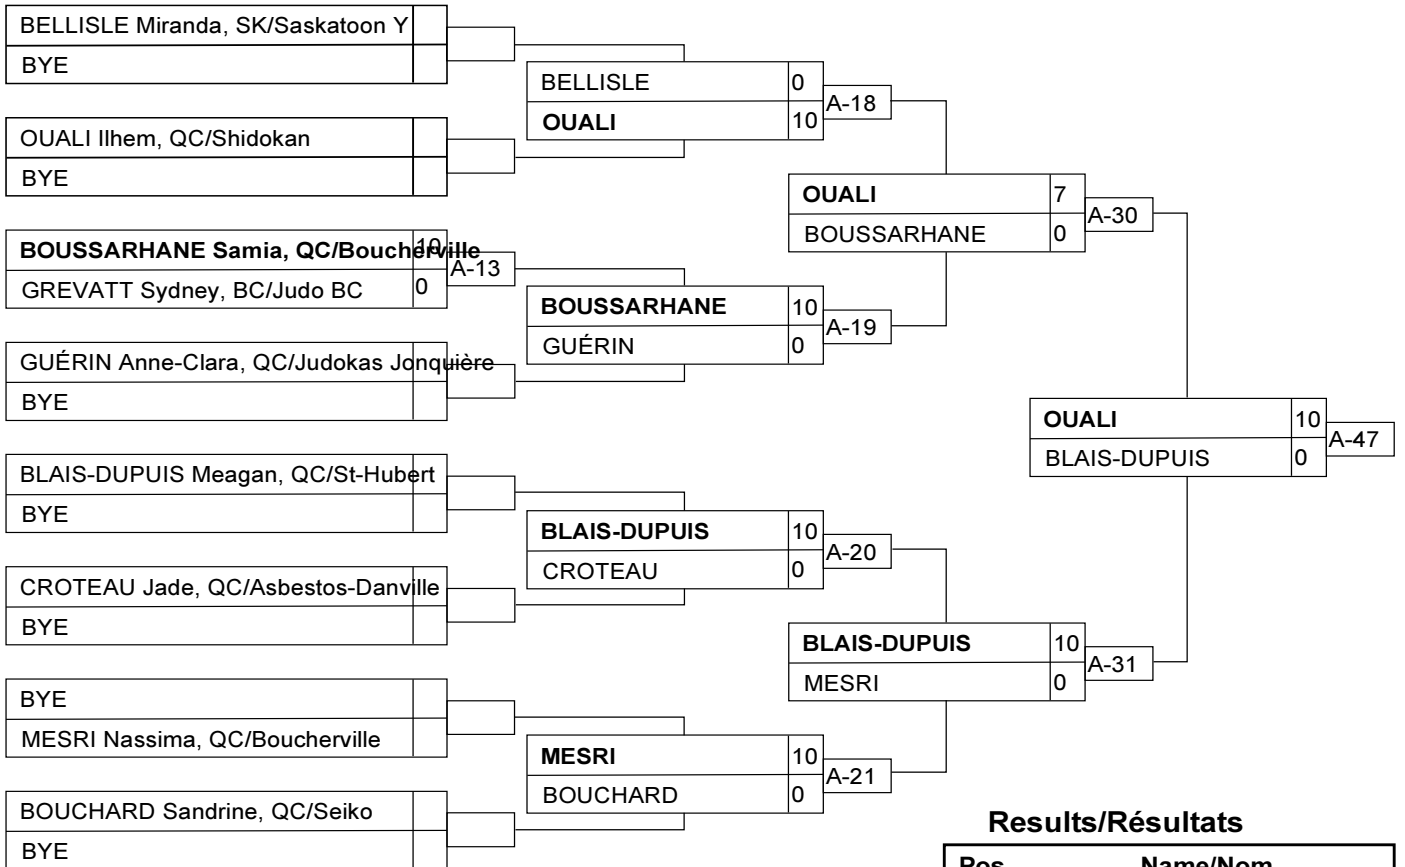 BELLISLE Miranda, SK/Saskatoon Y
BYE
OUALI Ilhem, QC/Shidokan
BYE
BOUSSARHANE Samia, QC/Boucherville 10
GREVATT Sydney, BC/Judo BC 0
A-13
GUÉRIN Anne-Clara, QC/Judokas Jonquière
BYE
BLAIS-DUPUIS Meagan, QC/St-Hubert
BYE
CROTEAU Jade, QC/Asbestos-Danville
BYE
BYE
MESRI Nassima, QC/Boucherville
BOUCHARD Sandrine, QC/Seiko
BYE
BELLISLE 0
OUALI 10
A-18
BOUSSARHANE 10
GUÉRIN 0
A-19
BLAIS-DUPUIS 10
CROTEAU 0
A-20
MESRI 10
BOUCHARD 0
A-21
OUALI 7
BOUSSARHANE 0
A-30
BLAIS-DUPUIS 10
MESRI 0
A-31
OUALI 10
BLAIS-DUPUIS 0
A-47
Results/Résultats
Pos Name/Nom